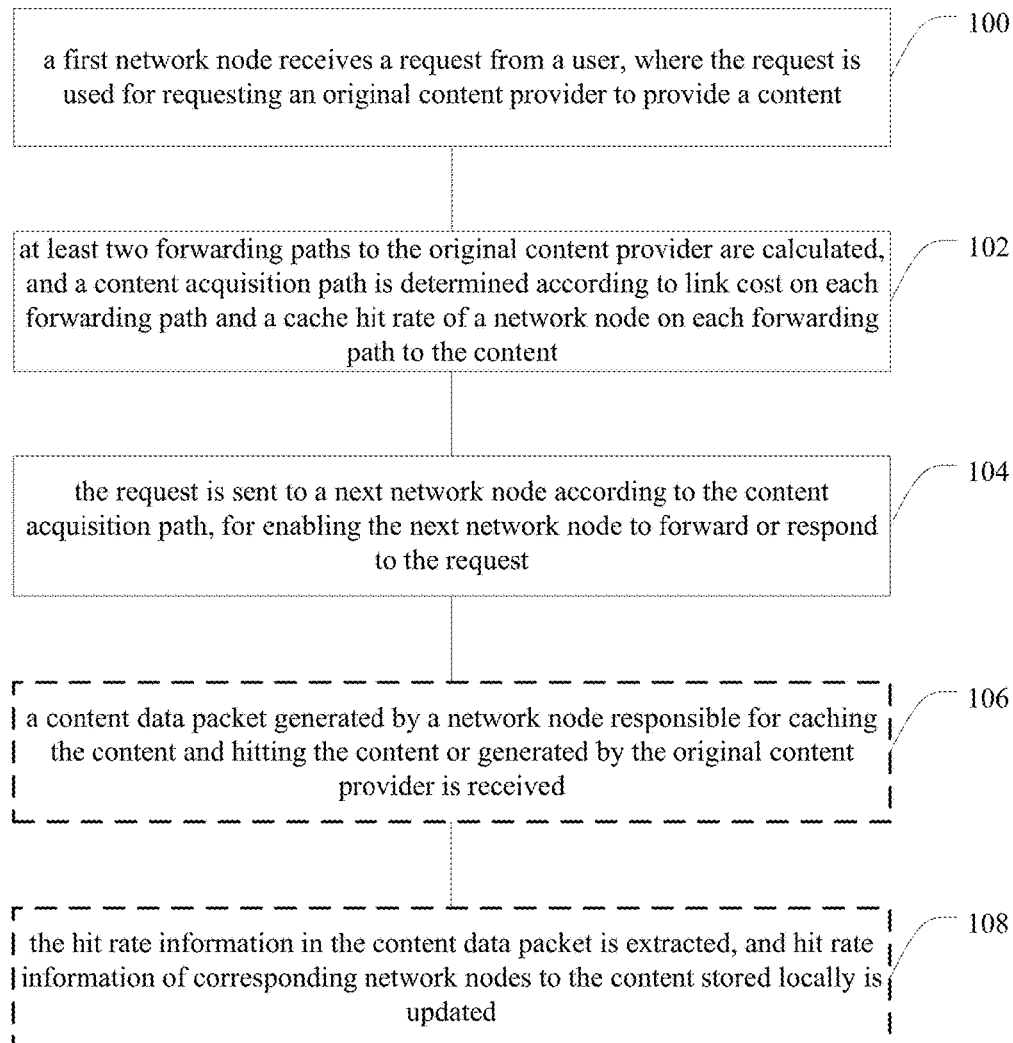 a first network node receives a request from a user, where the request is
used for requesting an original content provider to provide a content
100
at least two forwarding paths to the original content provider are calculated,
and a content acquisition path is determined according to link cost on each
forwarding path and a cache hit rate of a network node on each forwarding
path to the content
102
the request is sent to a next network node according to the content
acquisition path, for enabling the next network node to forward or respond
to the request
104
a content data packet generated by a network node responsible for caching
the content and hitting the content or generated by the original content
provider is received
106
the hit rate information in the content data packet is extracted, and hit rate
information of corresponding network nodes to the content stored locally is
updated
108